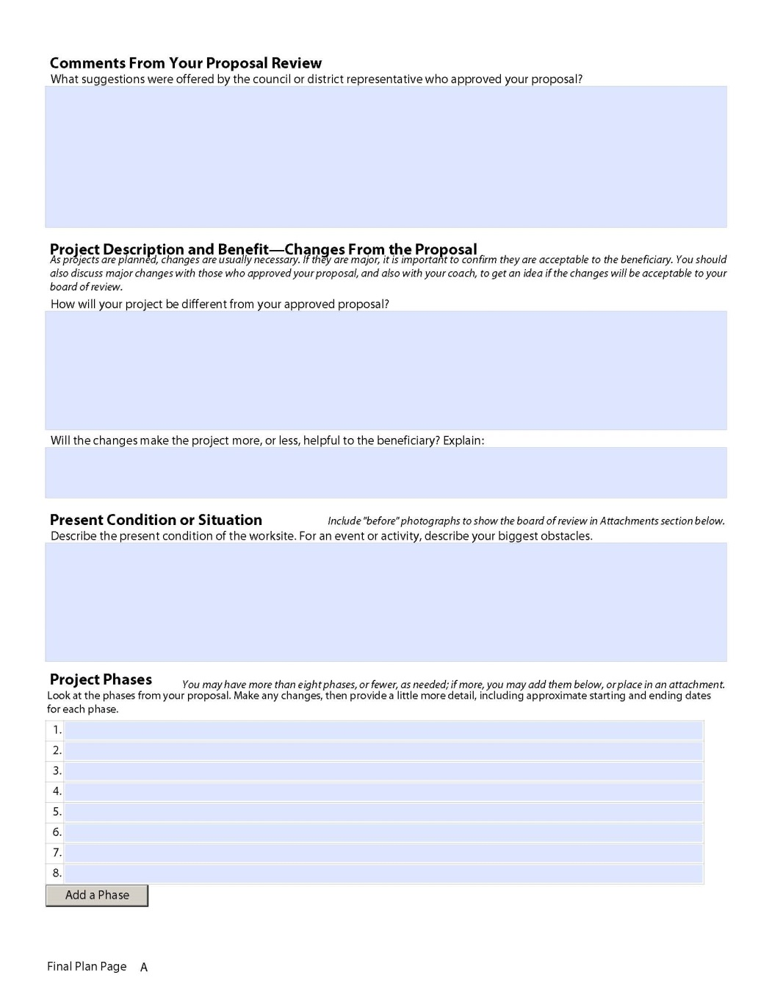 Comments From Your Proposal Review
What suggestions were offered by the council or district representative who approved your proposal?
Project Description and Benefit—Changes From the Proposal
As projects are planned, changes are usually necessary. If they are major, it is important to confirm they are acceptable to the beneficiary. You should
also discuss major changes with those who approved your proposal, and also with your coach, to get an idea if the changes will be acceptable to your
board of review.
How will your project be different from your approved proposal?
Will the changes make the project more, or less, helpful to the beneficiary? Explain:
Present Condition or Situation Include "before" photographs to show the board of review in Attachments section below.
Describe the present condition of the worksite. For an event or activity, describe your biggest obstacles.
Project Phases You may have more than eight phases, or fewer, as needed; if more, you may add them below, or place in an attachment.
Look at the phases from your proposal. Make any changes, then provide a little more detail, including approximate starting and ending dates
for each phase.
1.
2.
3.
4.
5.
6.
7.
8.
Add a Phase
Final Plan Page A